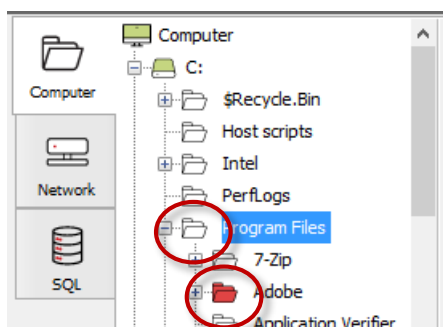 Computer
C:
Computer
$Recycle.Bin
Host scripts
Intel
Network
PerfLogs
Program Files
7-Zip
SQL
Adobe
Application Verifier